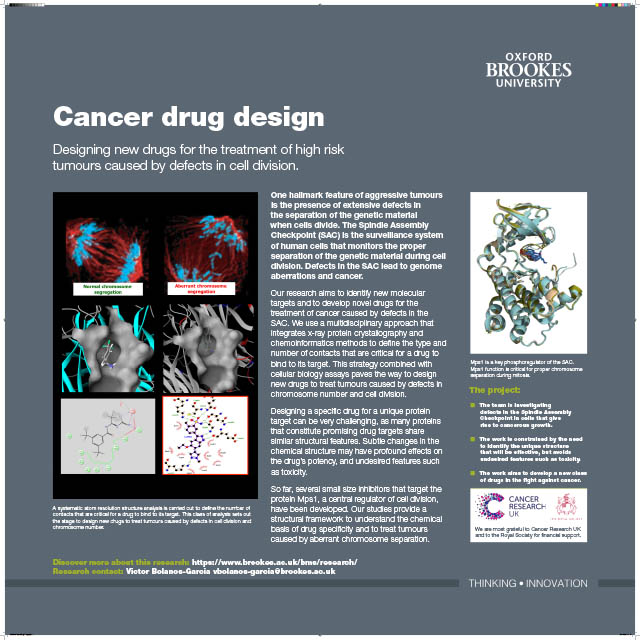 OXFORD
BROOKES
UNIVERSITY
Cancer drug design
Designing new drugs for the treatment of high risk
tumours caused by defects in cell division.
Normal chromosome
segregation
Aberrant chromosome
segregation
A systematic atom resolution structure analysis is carried out to define the number of
contacts that are critical for a drug to bind to its target. This class of analysis sets out
the stage to design new drugs to treat tumours caused by defects in cell division and
chromosome number.
One hallmark feature of aggressive tumours
is the presence of extensive defects in
the separation of the genetic material
when cells divide. The Spindle Assembly
Checkpoint (SAC) is the surveillance system
of human cells that monitors the proper
separation of the genetic material during cell
division. Defects in the SAC lead to genome
aberrations and cancer.
Our research aims to identify new molecular
targets and to develop novel drugs for the
treatment of cancer caused by defects in the
SAC. We use a multidisciplinary approach that
integrates x-ray protein crystallography and
chemoinformatics methods to define the type and
number of contacts that are critical for a drug to
bind to its target. This strategy combined with
cellular biology assays paves the way to design
new drugs to treat tumours caused by defects in
chromosome number and cell division.
Designing a specific drug for a unique protein
target can be very challenging, as many proteins
that constitute promising drug targets share
similar structural features. Subtle changes in the
chemical structure may have profound effects on
the drug's potency, and undesired features such
as toxicity.
So far, several small size inhibitors that target the
protein Mps1, a central regulator of cell division,
have been developed. Our studies provide a
structural framework to understand the chemical
basis of drug specificity and to treat tumours
caused by aberrant chromosome separation.
Mps1 is a key phosphoregulator of the SAC.
Mps1 function is critical for proper chromosome
separation during mitosis.
The project:
The team is investigating
defects in the Spindle Assembly
Checkpoint in cells that give
rise to cancerous growth.
The work is constrained by the need
to identify the unique structure
that will be effective, but avoids
undesired features such as toxicity.
The work aims to develop a new class
of drugs in the fight against cancer.
CANCER
RESEARCH
UK
We are most grateful to Cancer Research UK
and to the Royal Society for financial support.
Discover more about this research: https://www.brookes.ac.uk/bms/research/
Research contact: Victor Bolanos-Garcia vbolanos-garcia@brookes.ac.uk
THINKING • INNOVATION